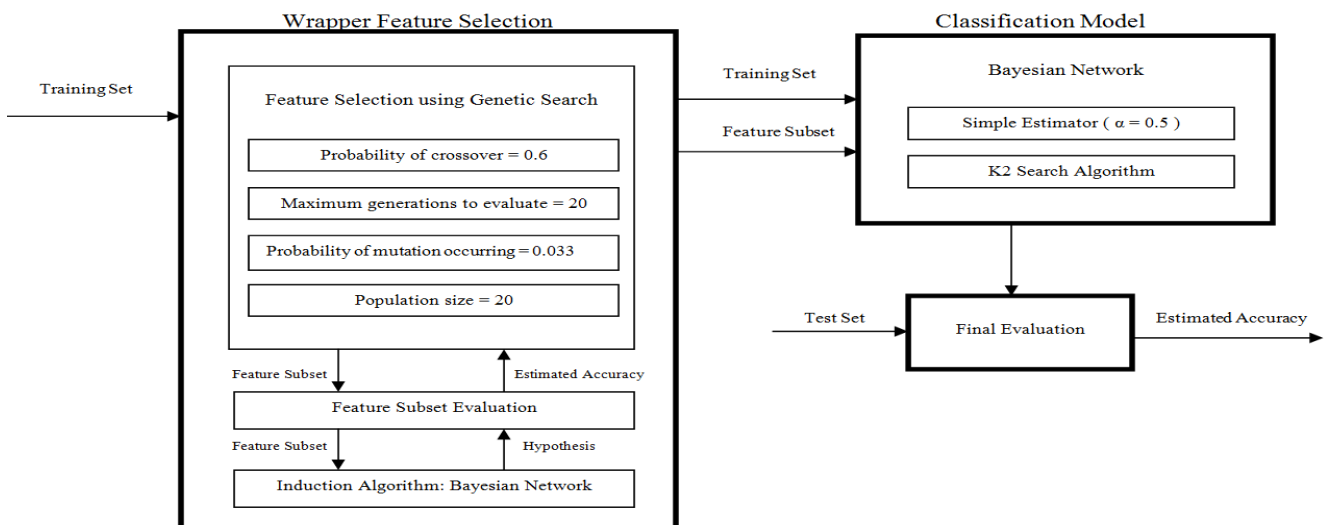 Wrapper Feature Selection
Training Set
Feature Selection using Genetic Search
Probability of crossover = 0.6
Maximum generations to evaluate = 20
Probability of mutation occurring = 0.033
Population size = 20
Feature Subset
Estimated Accuracy
Feature Subset Evaluation
Feature Subset
Hypothesis
Induction Algorithm: Bayesian Network
Training Set
Feature Subset
Classification Model
Bayesian Network
Simple Estimator ( α = 0.5 )
K2 Search Algorithm
Test Set
Final Evaluation
Estimated Accuracy